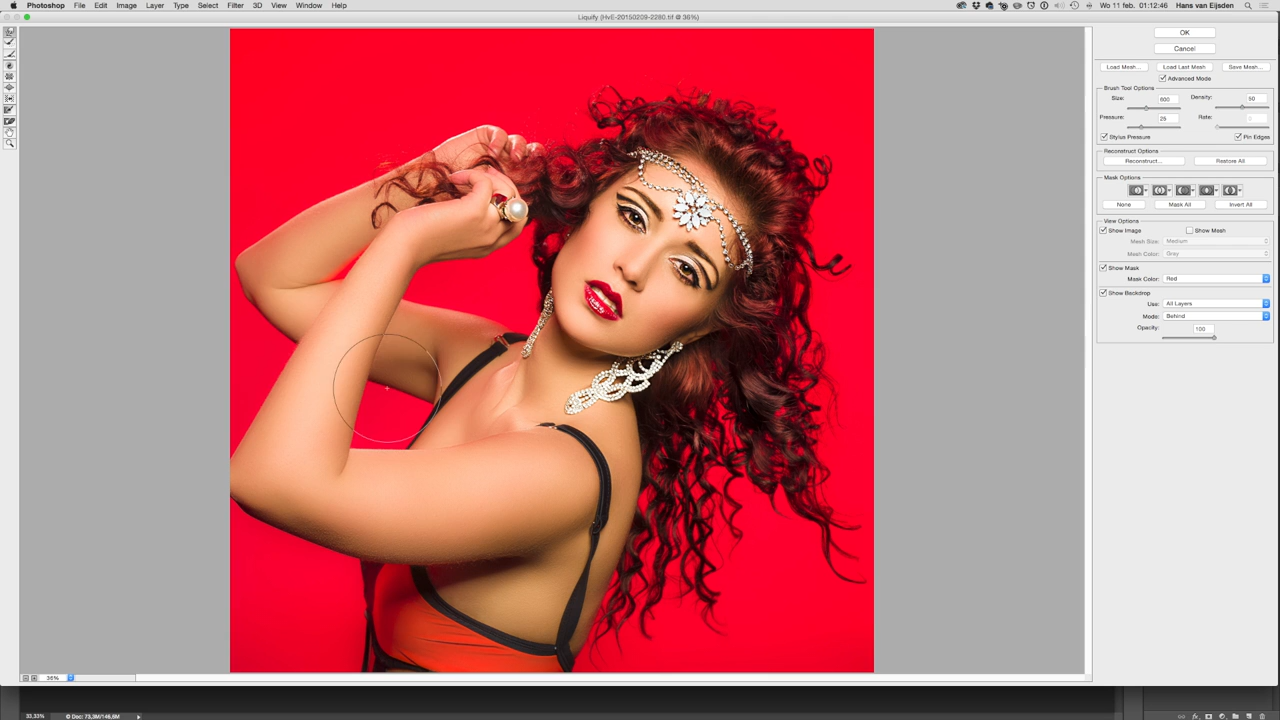 Photoshop File Edit Image Layer Type Select Filter 3D View Window Help Wo 11 feb. 01:12:46 Hans van Eijsden
Liquify (HvE-20150209-2280.tif @ 36%)
OK
Cancel
Load Mesh... Load Last Mesh Save Mesh...
Advanced Mode
Brush Tool Options
Size: 600 Density: 50
Pressure: 25 Rate: 0
Stylus Pressure Pin Edges
Reconstruct Options
Reconstruct... Restore All
Mask Options
None Mask All Invert All
View Options
Show Image Show Mesh
Mesh Size: Medium
Mesh Color: Gray
Show Mask
Mask Color: Red
Show Backdrop
Use: All Layers
Mode: Behind
Opacity: 100
36%
33,33% Doc: 73,3M/146,6M